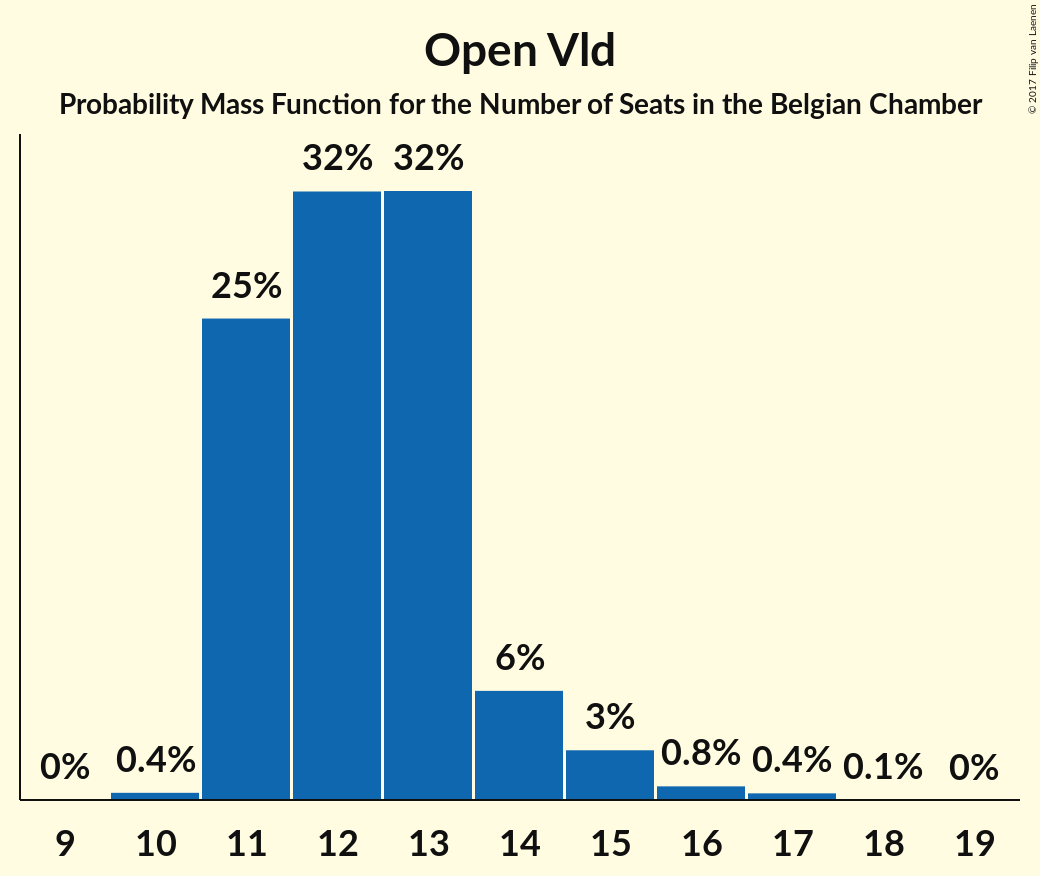 Open Vld
Probability Mass Function for the Number of Seats in the Belgian Chamber
© 2017 Filip van Laenen
32% 32%
25%
6%
3%
0% 0.4% 0.8% 0.4% 0.1% 0%
9 10 11 12 13 14 15 16 17 18 19